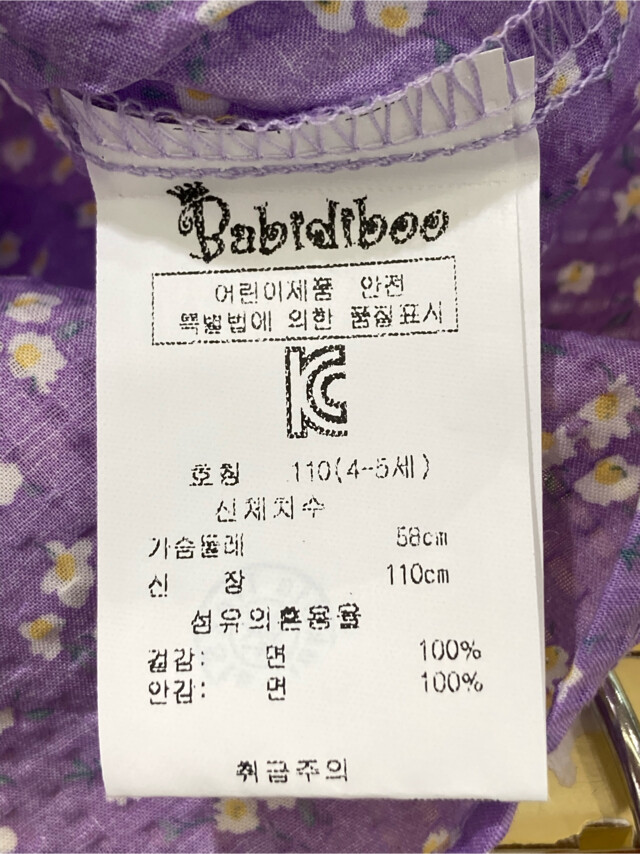 Babidiboo
어린이제품 안전
특별법에 의한 품질표시
KC
호칭 110(4-5세)
신체치수
가슴둘레 58cm
신 장 110cm
섬유의혼용율
겉감: 면 100%
안감: 면 100%
취급주의